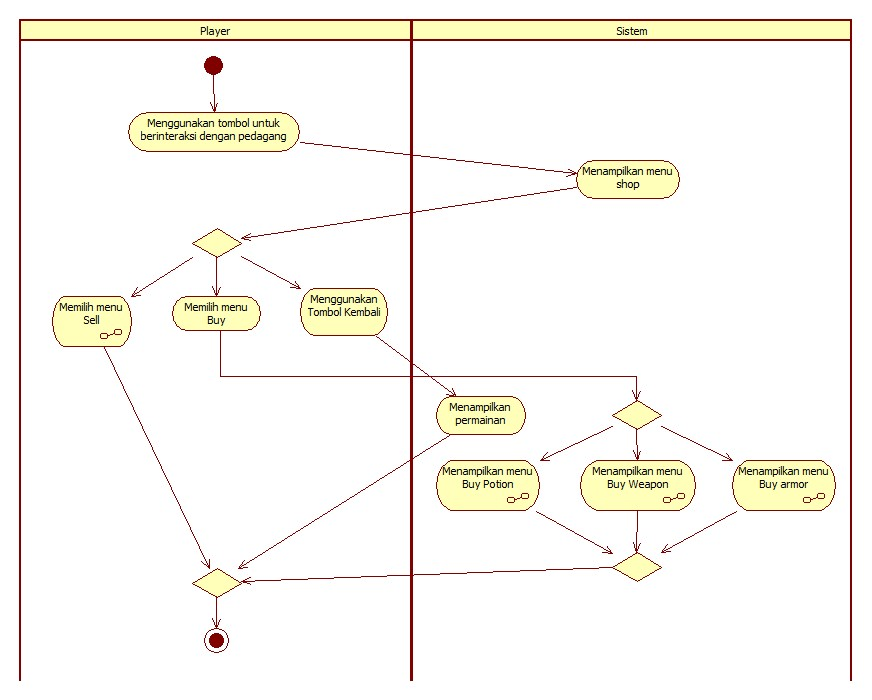 Player
Sistem
Menggunakan tombol untuk
berinteraksi dengan pedagang
Menampilkan menu
shop
Memilih menu
Sell
Memilih menu
Buy
Menggunakan
Tombol Kembali
Menampilkan
permainan
Menampilkan menu
Buy Potion
Menampilkan menu
Buy Weapon
Menampilkan menu
Buy armor